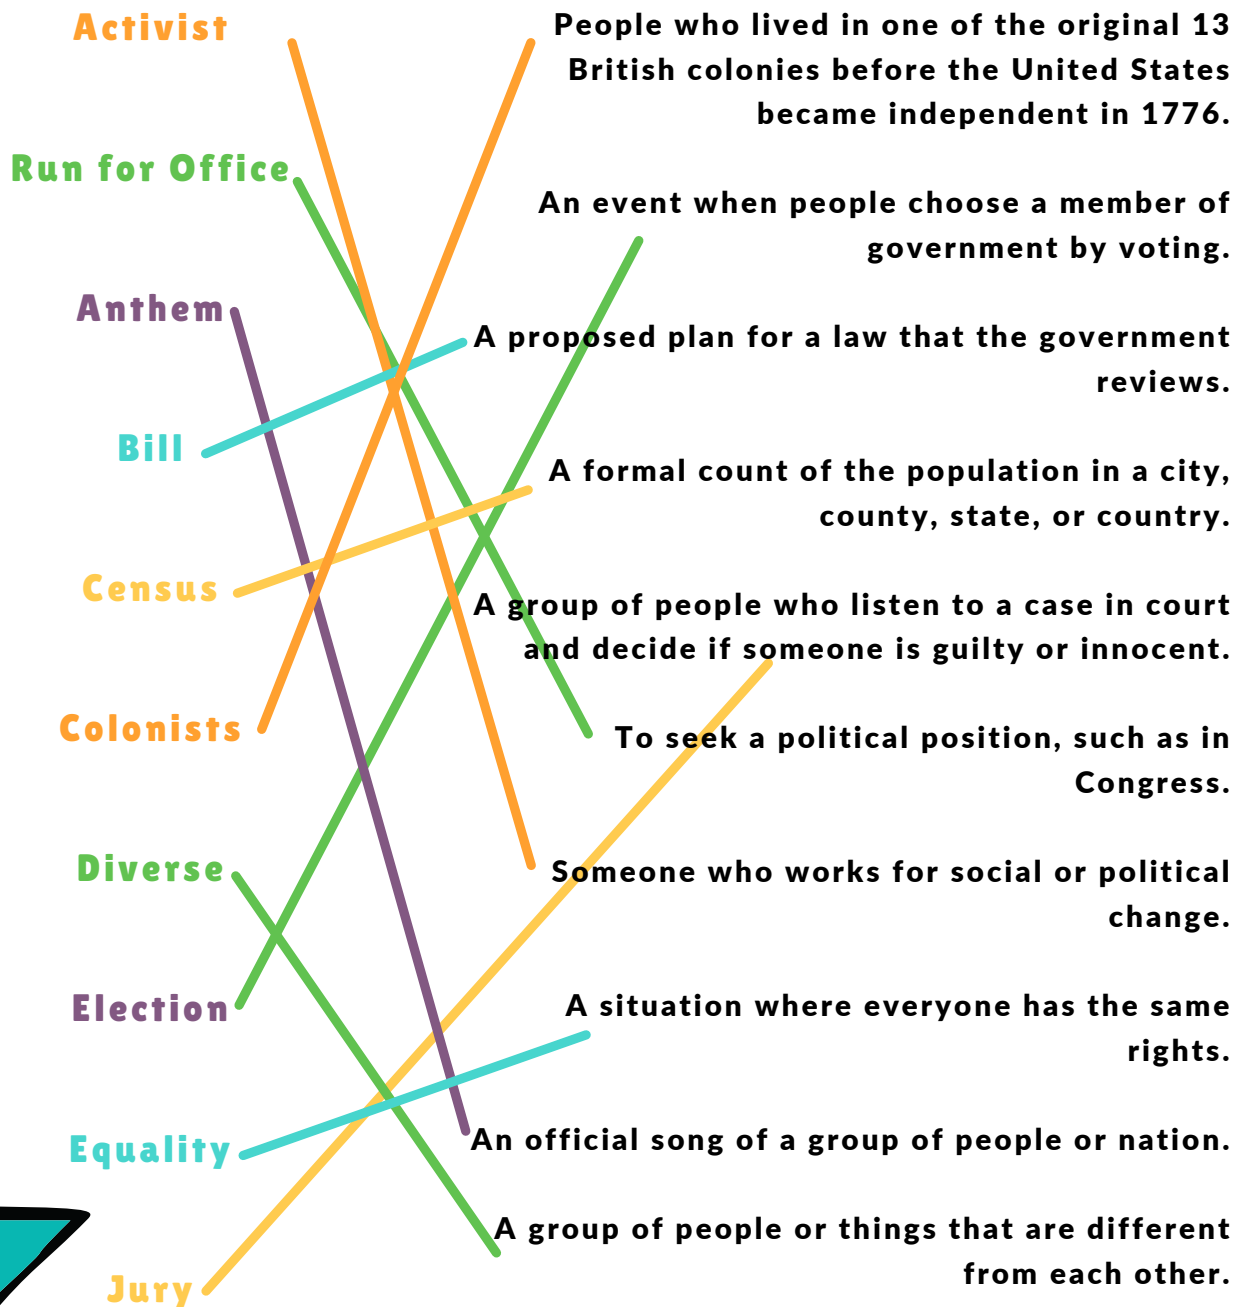 Activist
Run for Office
Anthem
Bill
Census
Colonists
Diverse
Election
Equality
Jury
People who lived in one of the original 13
British colonies before the United States
became independent in 1776.
An event when people choose a member of
government by voting.
A proposed plan for a law that the government
reviews.
A formal count of the population in a city,
county, state, or country.
A group of people who listen to a case in court
and decide if someone is guilty or innocent.
To seek a political position, such as in
Congress.
Someone who works for social or political
change.
A situation where everyone has the same
rights.
An official song of a group of people or nation.
A group of people or things that are different
from each other.